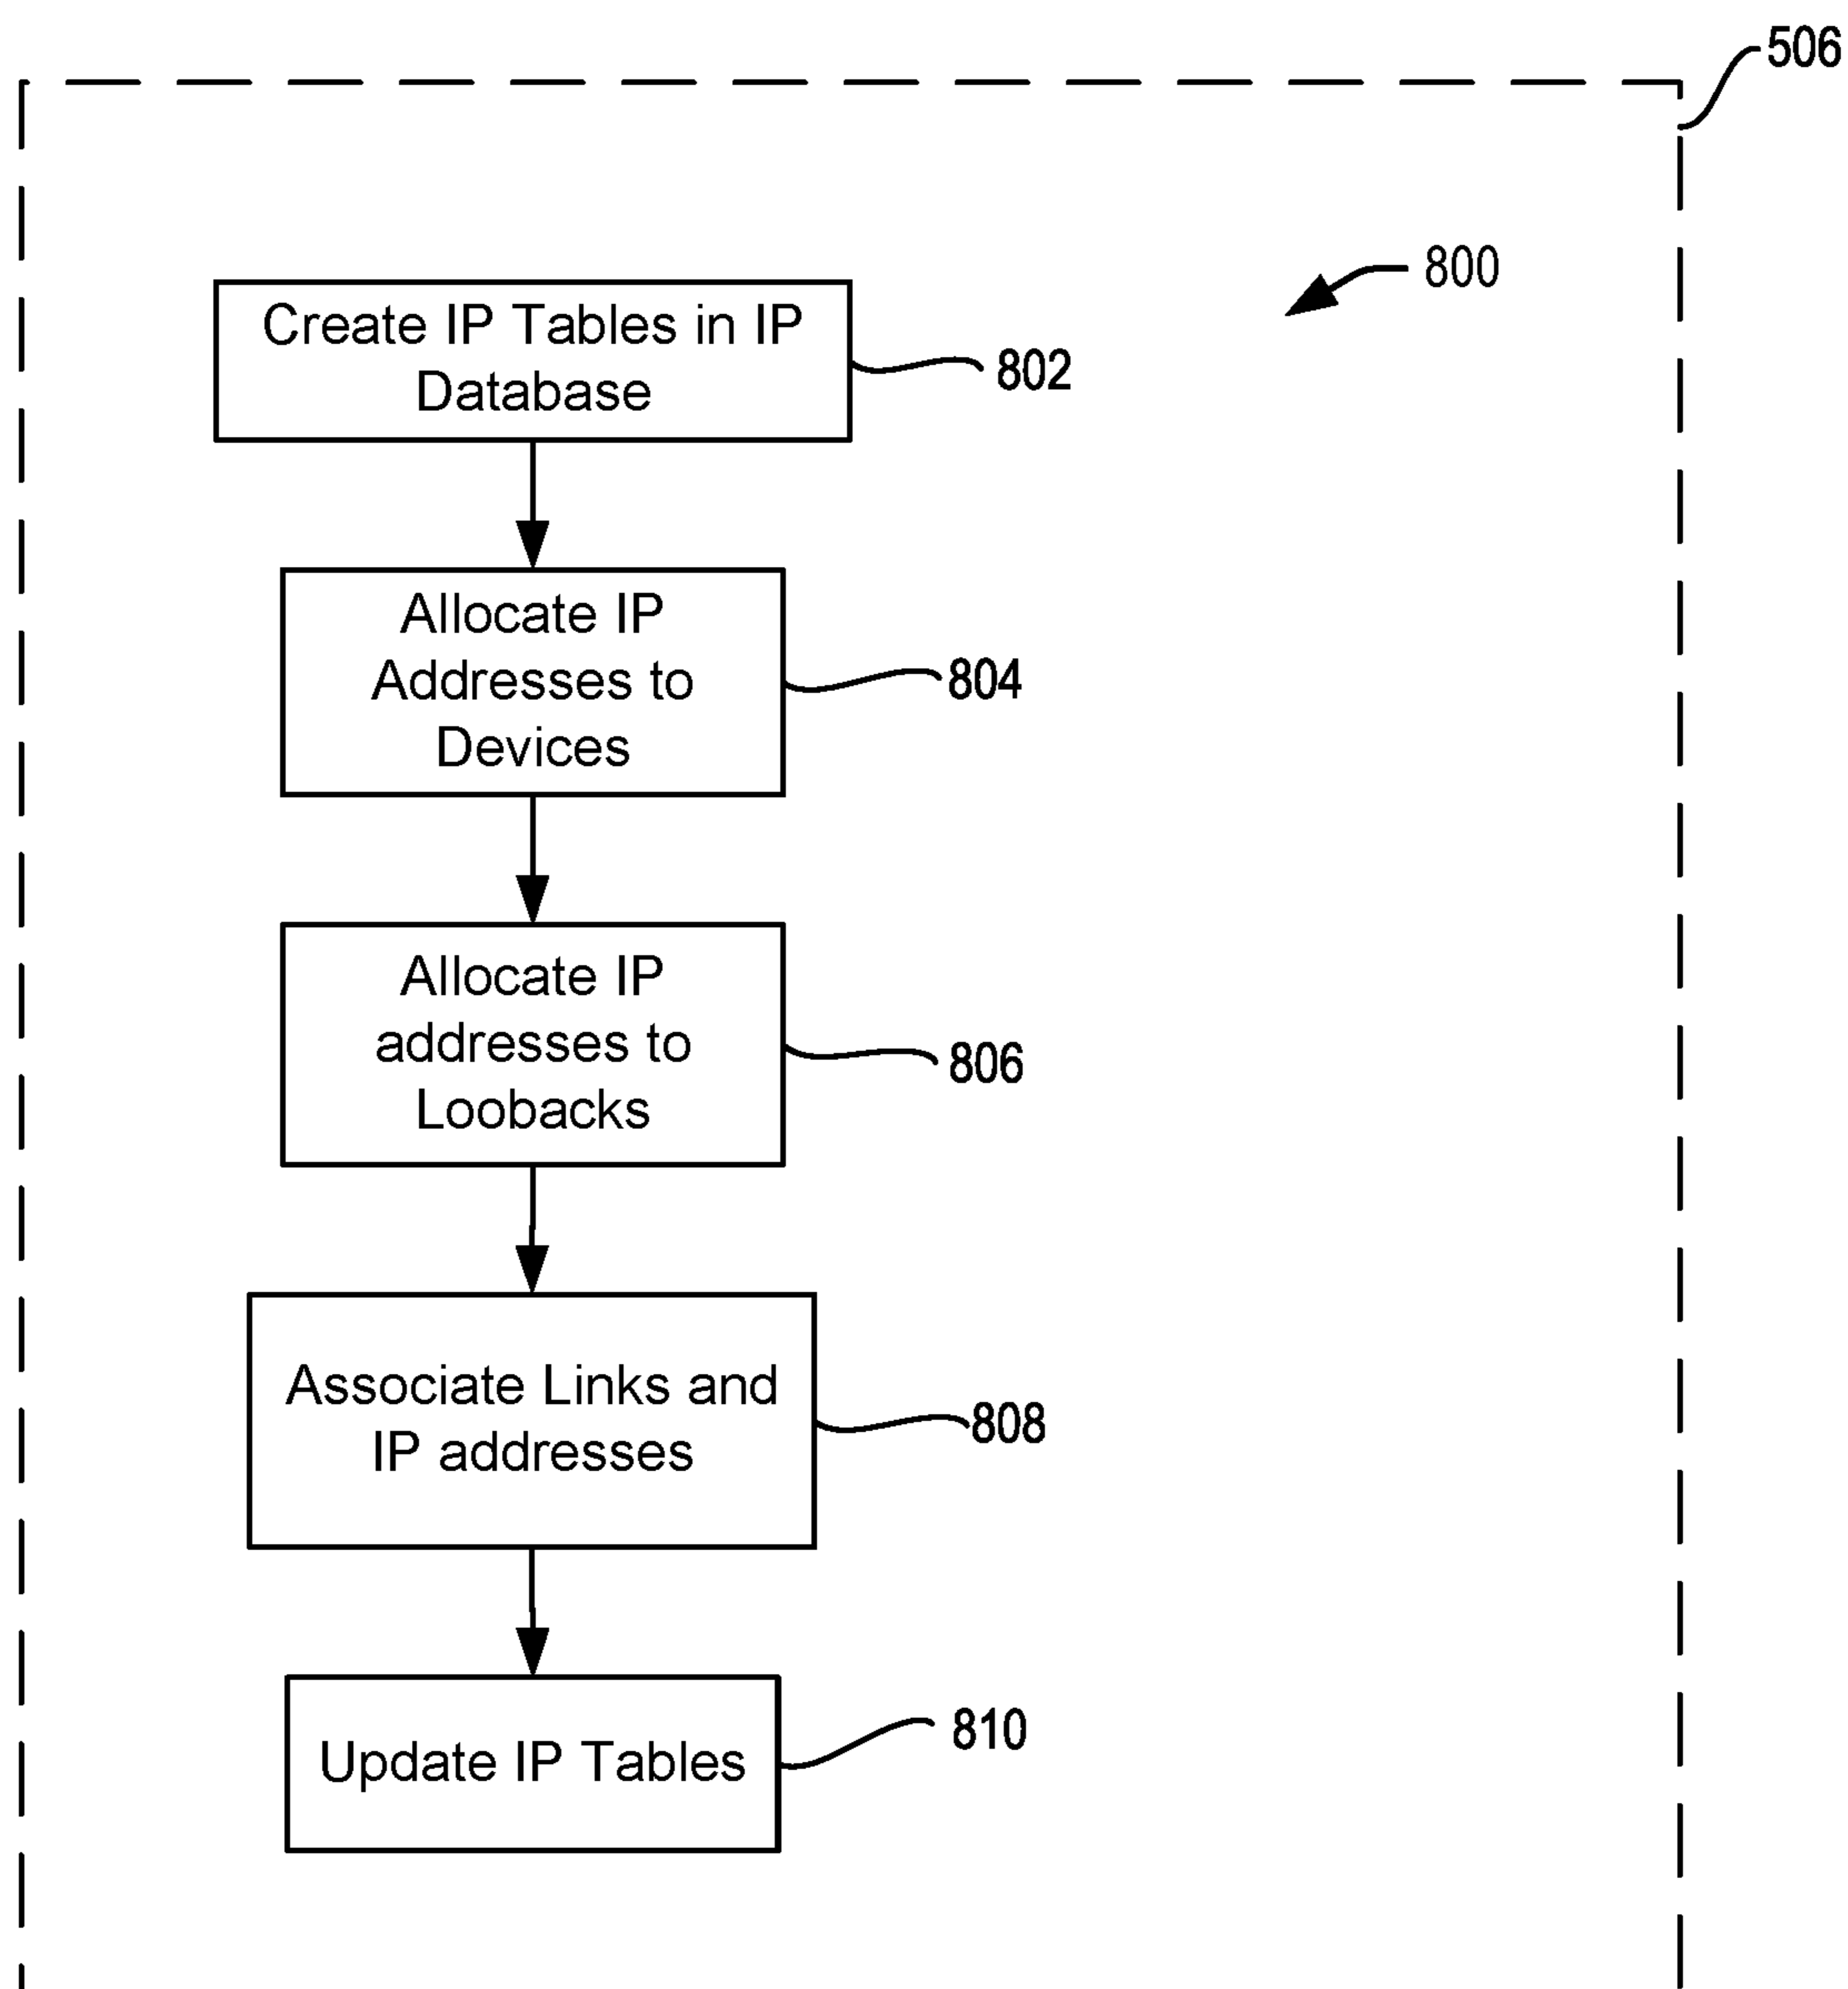 506
800
Create IP Tables in IP
Database
802
Allocate IP
Addresses to
Devices
804
Allocate IP
addresses to
Loobacks
806
Associate Links and
IP addresses
808
Update IP Tables
810